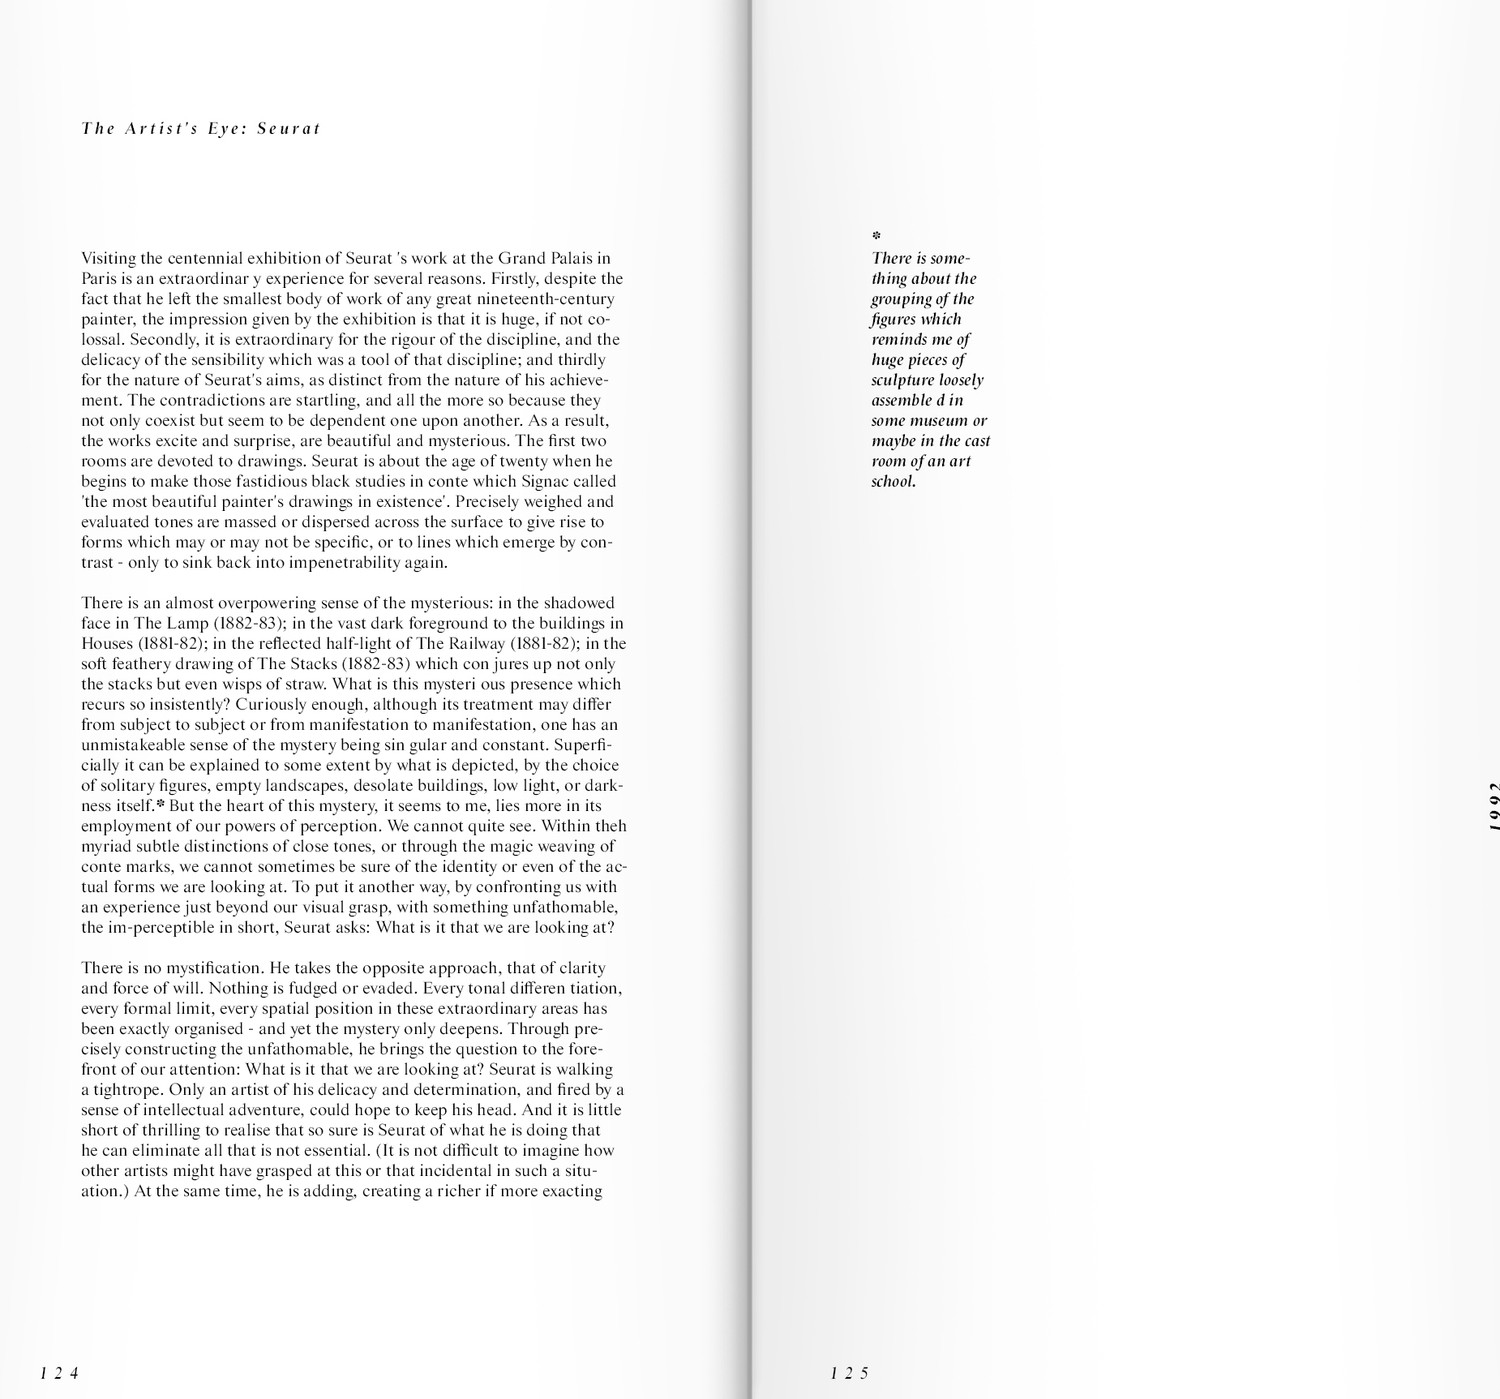 The Artist's Eye: Seurat
Visiting the centennial exhibition of Seurat 's work at the Grand Palais in
Paris is an extraordinar y experience for several reasons. Firstly, despite the
fact that he left the smallest body of work of any great nineteenth-century
painter, the impression given by the exhibition is that it is huge, if not co-
lossal. Secondly, it is extraordinary for the rigour of the discipline, and the
delicacy of the sensibility which was a tool of that discipline; and thirdly
for the nature of Seurat's aims, as distinct from the nature of his achieve-
ment. The contradictions are startling, and all the more so because they
not only coexist but seem to be dependent one upon another. As a result,
the works excite and surprise, are beautiful and mysterious. The first two
rooms are devoted to drawings. Seurat is about the age of twenty when he
begins to make those fastidious black studies in conte which Signac called
'the most beautiful painter's drawings in existence'. Precisely weighed and
evaluated tones are massed or dispersed across the surface to give rise to
forms which may or may not be specific, or to lines which emerge by con-
trast - only to sink back into impenetrability again.
There is an almost overpowering sense of the mysterious: in the shadowed
face in The Lamp (1882-83); in the vast dark foreground to the buildings in
Houses (1881-82); in the reflected half-light of The Railway (1881-82); in the
soft feathery drawing of The Stacks (1882-83) which con jures up not only
the stacks but even wisps of straw. What is this mysteri ous presence which
recurs so insistently? Curiously enough, although its treatment may differ
from subject to subject or from manifestation to manifestation, one has an
unmistakeable sense of the mystery being sin gular and constant. Superfi-
cially it can be explained to some extent by what is depicted, by the choice
of solitary figures, empty landscapes, desolate buildings, low light, or dark-
ness itself.* But the heart of this mystery, it seems to me, lies more in its
employment of our powers of perception. We cannot quite see. Within theh
myriad subtle distinctions of close tones, or through the magic weaving of
conte marks, we cannot sometimes be sure of the identity or even of the ac-
tual forms we are looking at. To put it another way, by confronting us with
an experience just beyond our visual grasp, with something unfathomable,
the im-perceptible in short, Seurat asks: What is it that we are looking at?
There is no mystification. He takes the opposite approach, that of clarity
and force of will. Nothing is fudged or evaded. Every tonal differen tiation,
every formal limit, every spatial position in these extraordinary areas has
been exactly organised - and yet the mystery only deepens. Through pre-
cisely constructing the unfathomable, he brings the question to the fore-
front of our attention: What is it that we are looking at? Seurat is walking
a tightrope. Only an artist of his delicacy and determination, and fired by a
sense of intellectual adventure, could hope to keep his head. And it is little
short of thrilling to realise that so sure is Seurat of what he is doing that
he can eliminate all that is not essential. (It is not difficult to imagine how
other artists might have grasped at this or that incidental in such a situ-
ation.) At the same time, he is adding, creating a richer if more exacting
124
*
There is some-
thing about the
grouping of the
figures which
reminds me of
huge pieces of
sculpture loosely
assemble d in
some museum or
maybe in the cast
room of an art
school.
1992
125